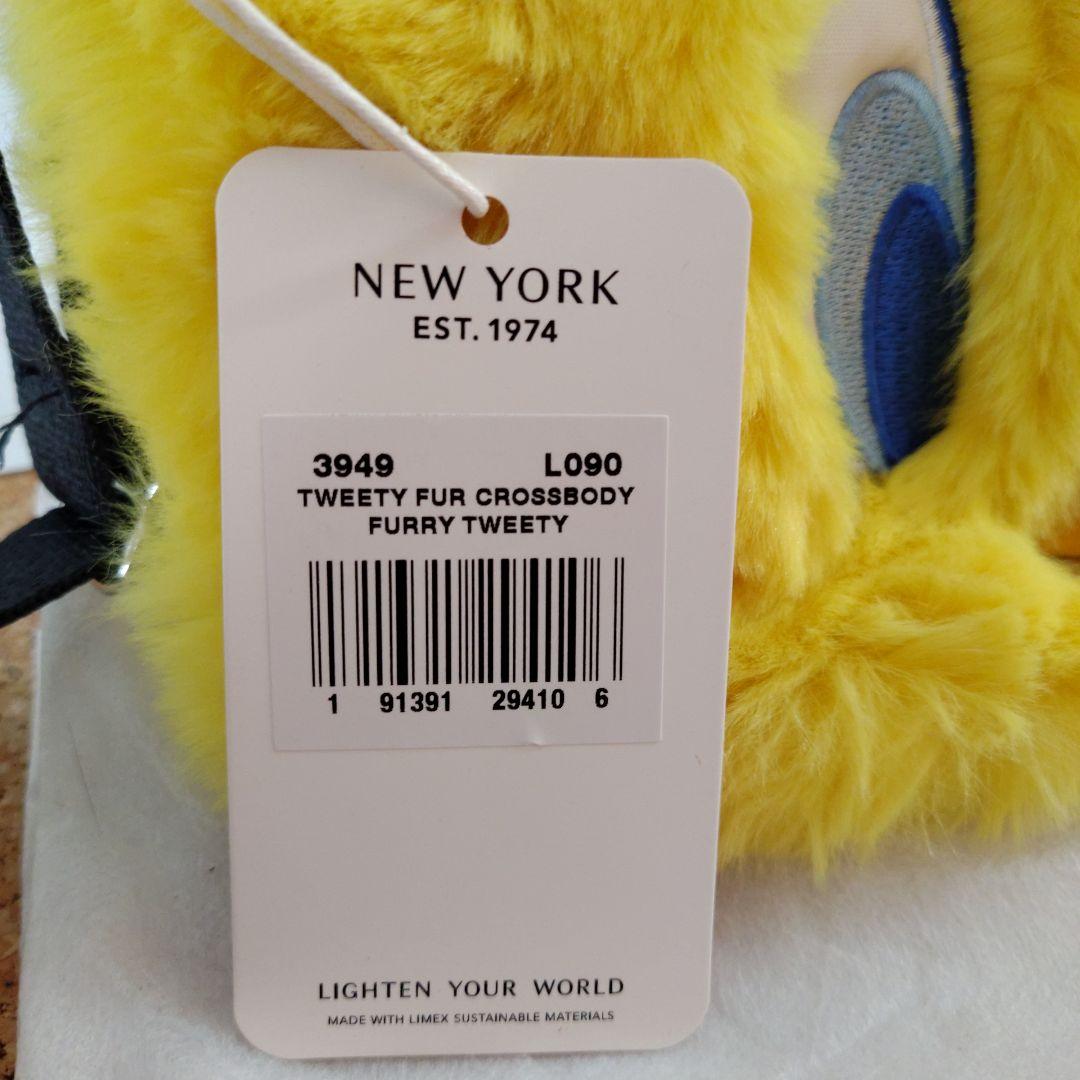 NEW YORK
EST. 1974
3949 L090
TWEETY FUR CROSSBODY
FURRY TWEETY
1 91391 29410 6
LIGHTEN YOUR WORLD
MADE WITH LIMEX SUSTAINABLE MATERIALS